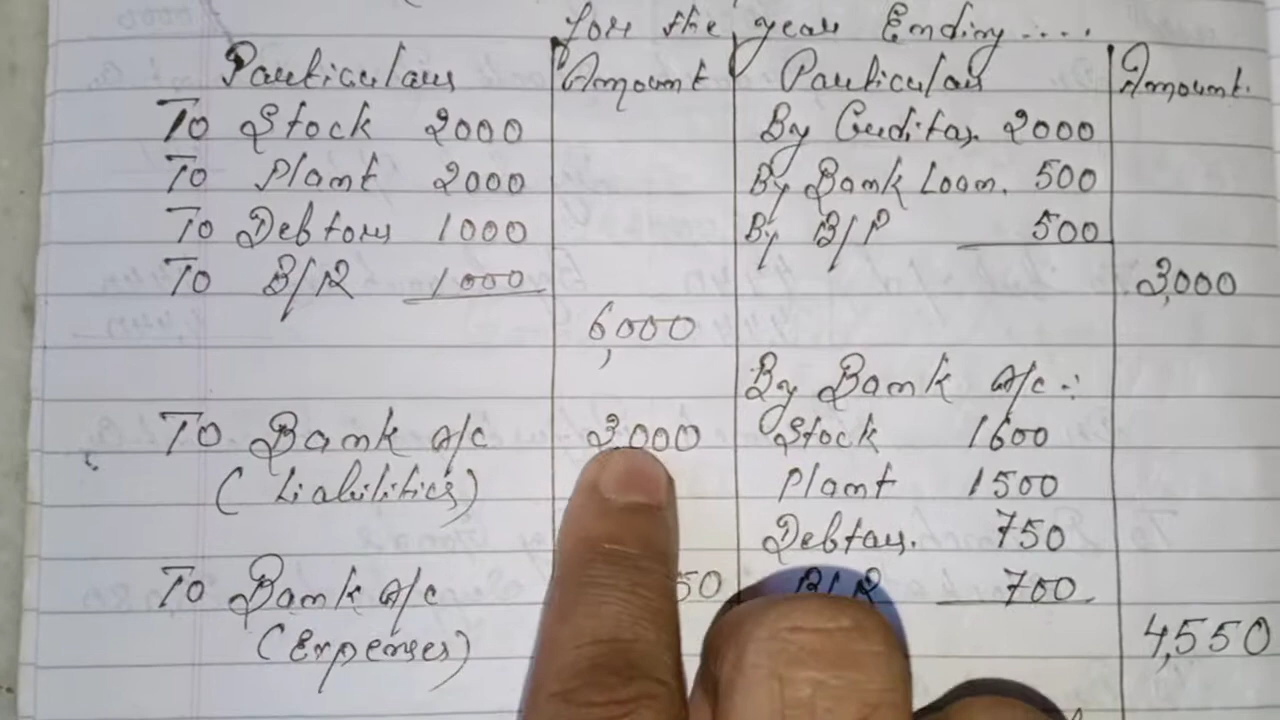 for the year Ending ....
Particulars Amount Particulars Amount.
To Stock 2000 By Creditors. 2000
To Plant 2000 By Bank Loan. 500
To Debtors 1000 By B/P 500
To B/R 1000 3,000
6,000
By Bank a/c :
To Bank a/c 3000 Stock 1600
(Liabilities) Plant 1500
Debtors. 750
To Bank a/c 50 B/R 700
(Expenses) 4,550